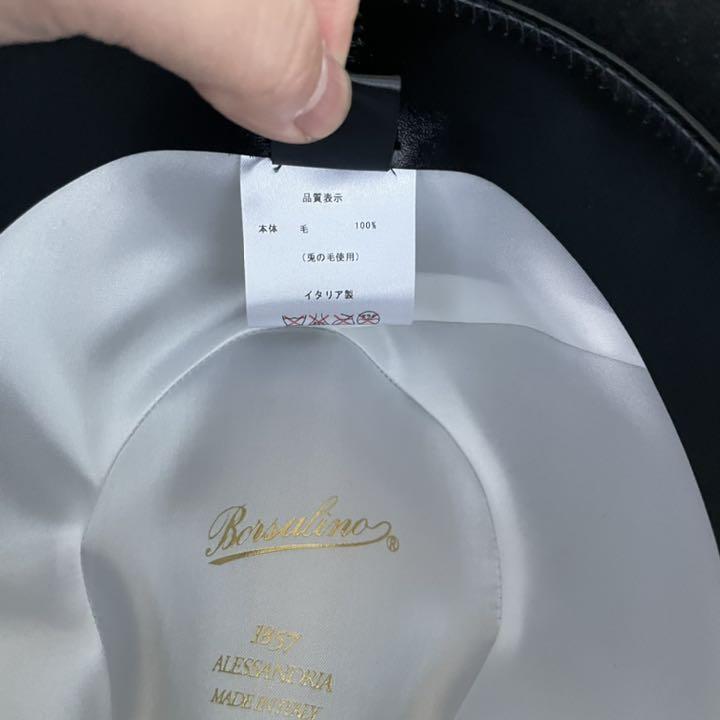 品質表示
本体 毛 100%
(兎の毛使用)
イタリア製
Borsalino®
1857
ALESSANDRIA
MADE IN ITALY